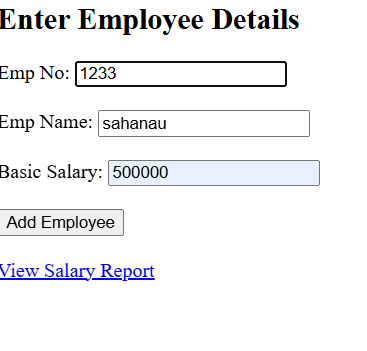 Enter Employee Details
Emp No: 1233
Emp Name: sahanau
Basic Salary: 500000
Add Employee
View Salary Report